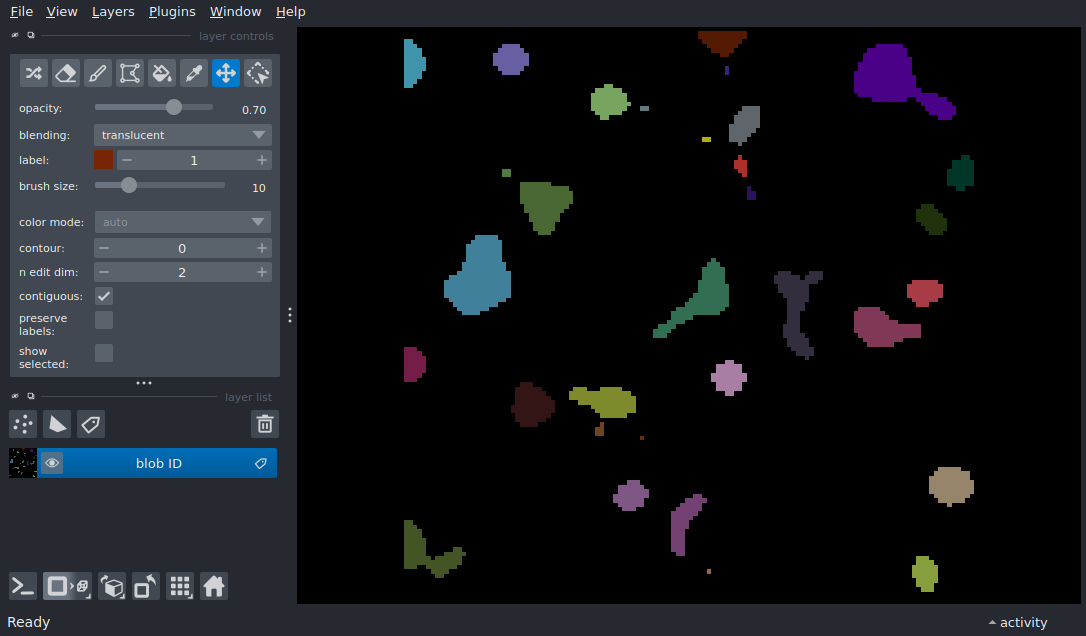 File View Layers Plugins Window Help
layer controls
opacity: 0.70
blending: translucent
label: 1
brush size: 10
color mode: auto
contour: 0
n edit dim: 2
contiguous:
preserve
labels:
show
selected:
layer list
blob ID
Ready activity